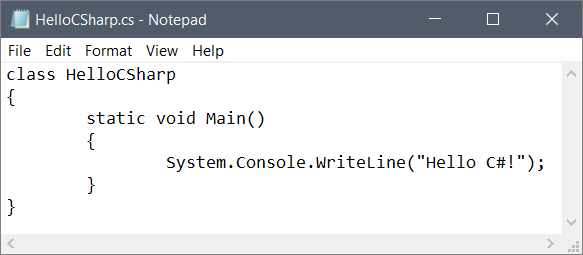 HelloCSharp.cs - Notepad
File Edit Format View Help
class HelloCSharp
{
        static void Main()
        {
                System.Console.WriteLine("Hello C#!");
        }
}